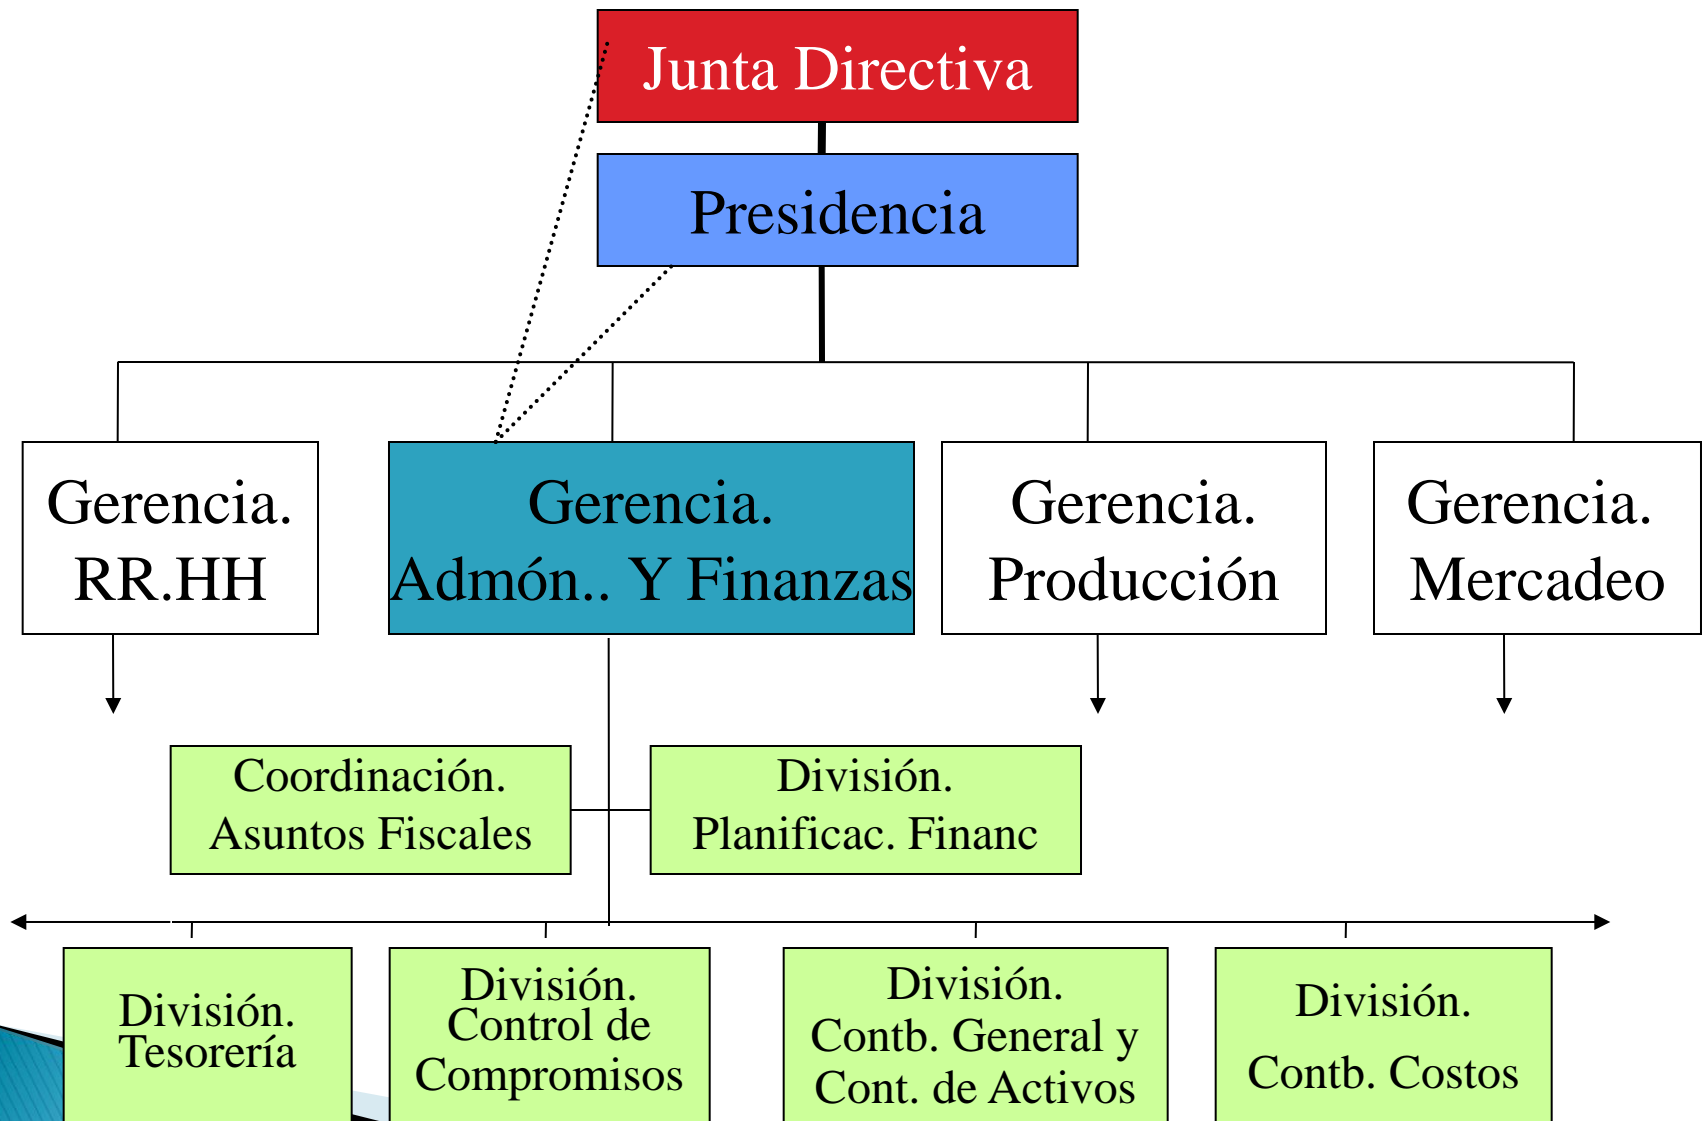 Junta Directiva
Presidencia
Gerencia.
RR.HH
Gerencia.
Admón.. Y Finanzas
Gerencia.
Producción
Gerencia.
Mercadeo
Coordinación.
Asuntos Fiscales
División.
Planificac. Financ
División.
Tesorería
División.
Control de
Compromisos
División.
Contb. General y
Cont. de Activos
División.
Contb. Costos